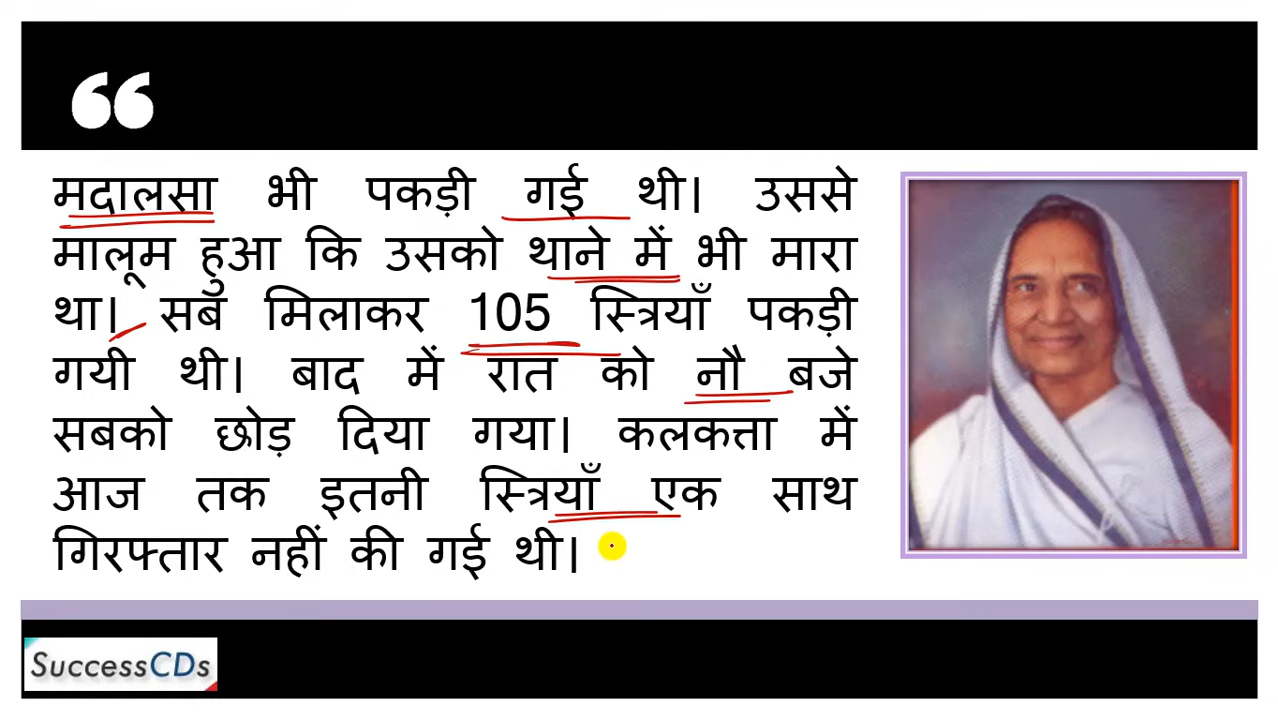 मदालसा भी पकड़ी गई थी। उससे
मालूम हुआ कि उसको थाने में भी मारा
था। सब मिलाकर 105 स्त्रियाँ पकड़ी
गयी थी। बाद में रात को नौ बजे
सबको छोड़ दिया गया। कलकत्ता में
आज तक इतनी स्त्रियाँ एक साथ
गिरफ्तार नहीं की गई थी।
SuccessCDs